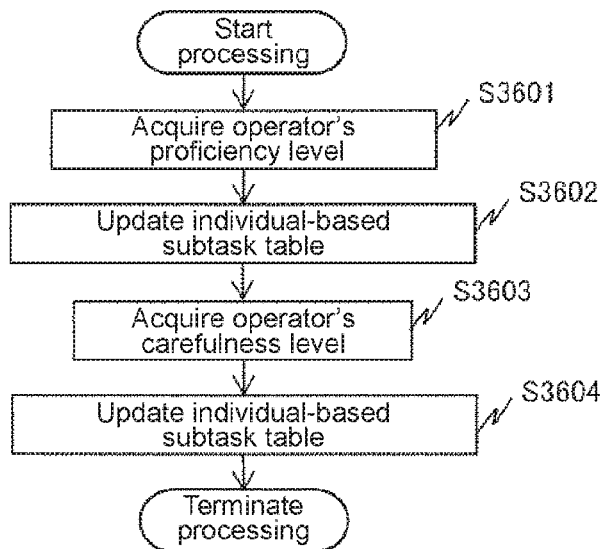 Start
processing
S3601
Acquire operator's
proficiency level
S3602
Update individual-based
subtask table
S3603
Acquire operator's
carefulness level
S3604
Update individual-based
subtask table
Terminate
processing